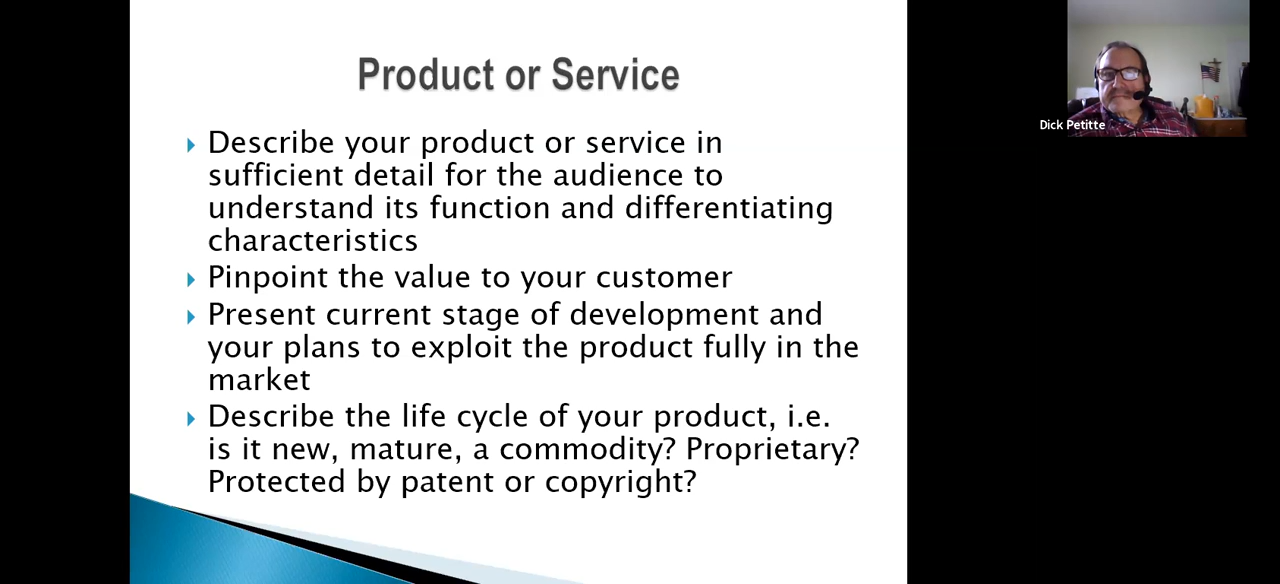 Product or Service
Describe your product or service in
sufficient detail for the audience to
understand its function and differentiating
characteristics
Pinpoint the value to your customer
Present current stage of development and
your plans to exploit the product fully in the
market
Describe the life cycle of your product, i.e.
is it new, mature, a commodity? Proprietary?
Protected by patent or copyright?
Dick Petitte